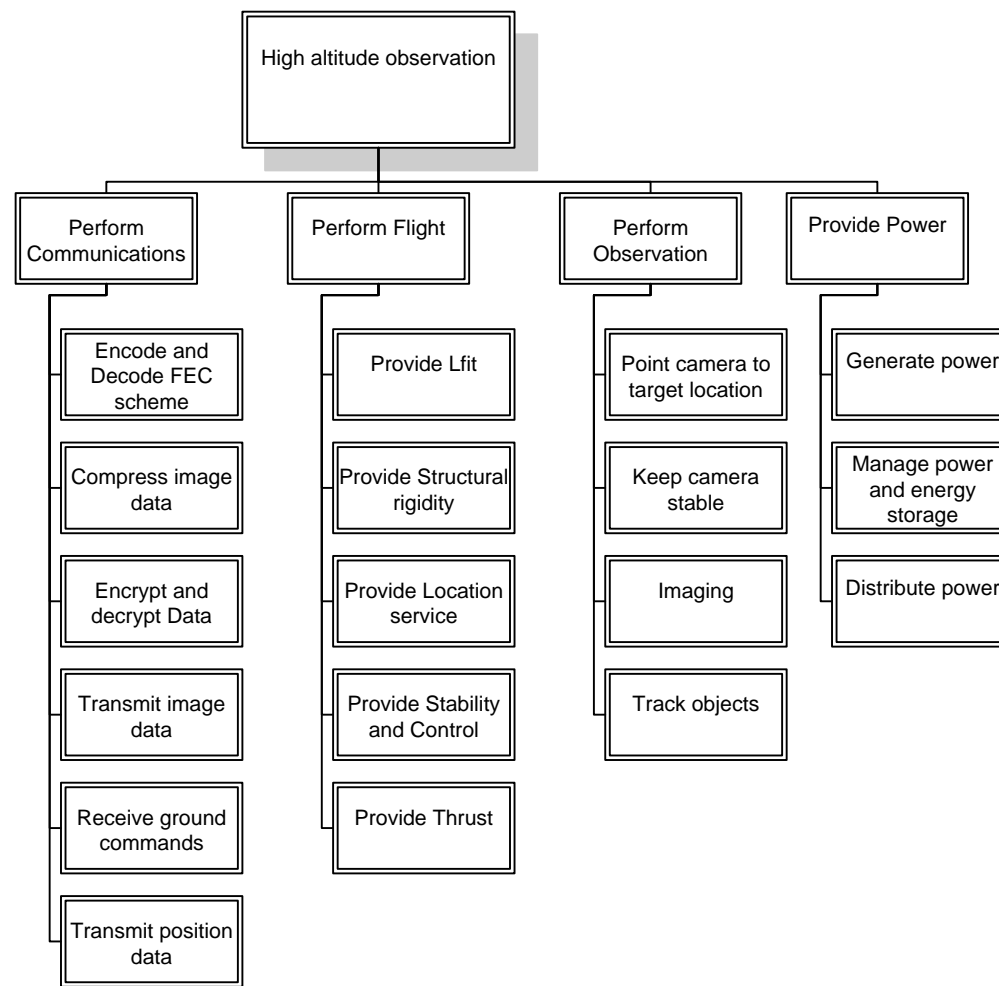 High altitude observation
Perform
Communications
Encode and
Decode FEC
scheme
Compress image
data
Encrypt and
decrypt Data
Transmit image
data
Receive ground
commands
Transmit position
data
Perform Flight
Provide Lfit
Provide Structural
rigidity
Provide Location
service
Provide Stability
and Control
Provide Thrust
Perform
Observation
Point camera to
target location
Keep camera
stable
Imaging
Track objects
Provide Power
Generate power
Manage power
and energy
storage
Distribute power